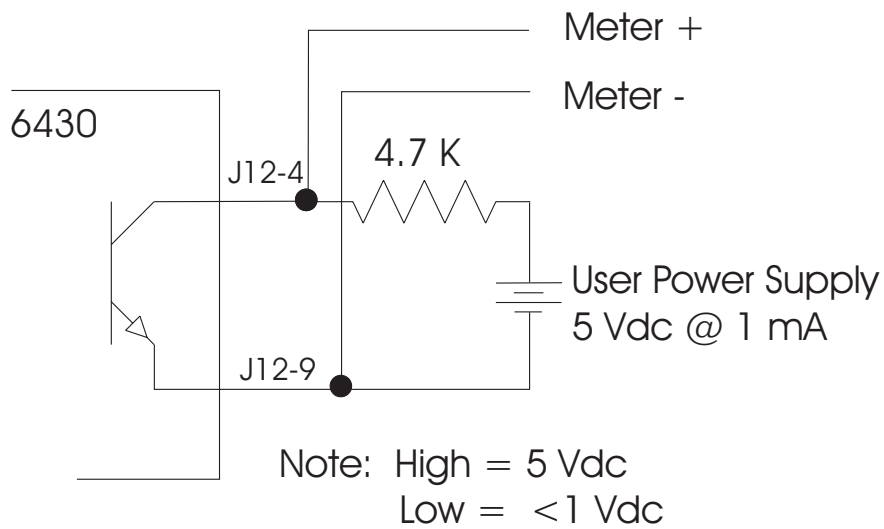 Meter +
Meter -
6430
4.7 K
J12-4
User Power Supply
5 Vdc @ 1 mA
J12-9
Note: High = 5 Vdc
Low = <1 Vdc